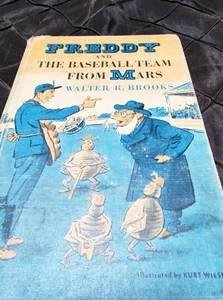 FREDDY
AND
THE BASEBALL TEAM
FROM MARS
WALTER R. BROOKS
Illustrated by KURT WIESE